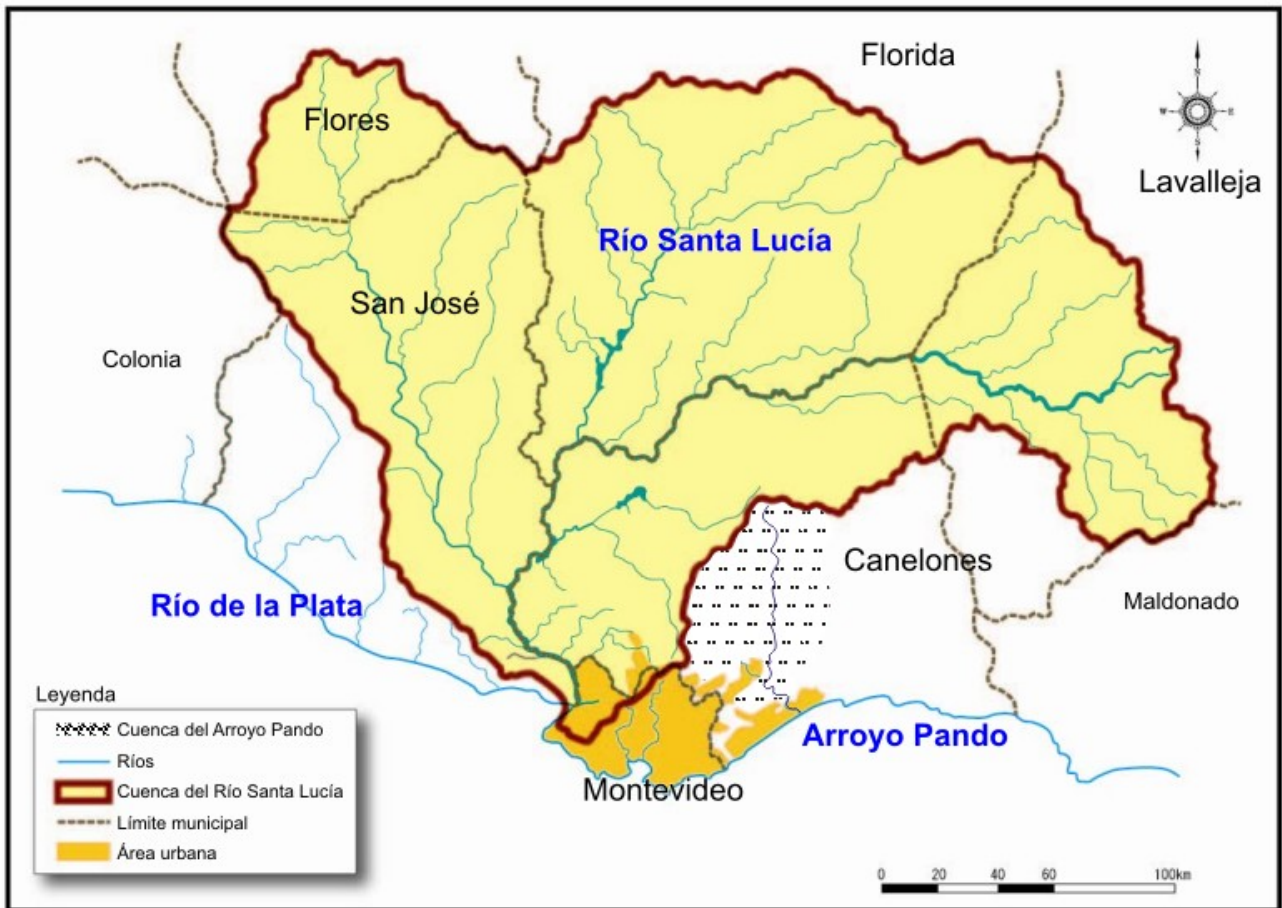 Florida
Flores
N
W
E
S
Lavalleja
Río Santa Lucía
San José
Colonia
Canelones
Río de la Plata
Maldonado
Arroyo Pando
Montevideo
Leyenda
Cuenca del Arroyo Pando
Ríos
Cuenca del Río Santa Lucía
Límite municipal
Área urbana
0 20 40 60 100km